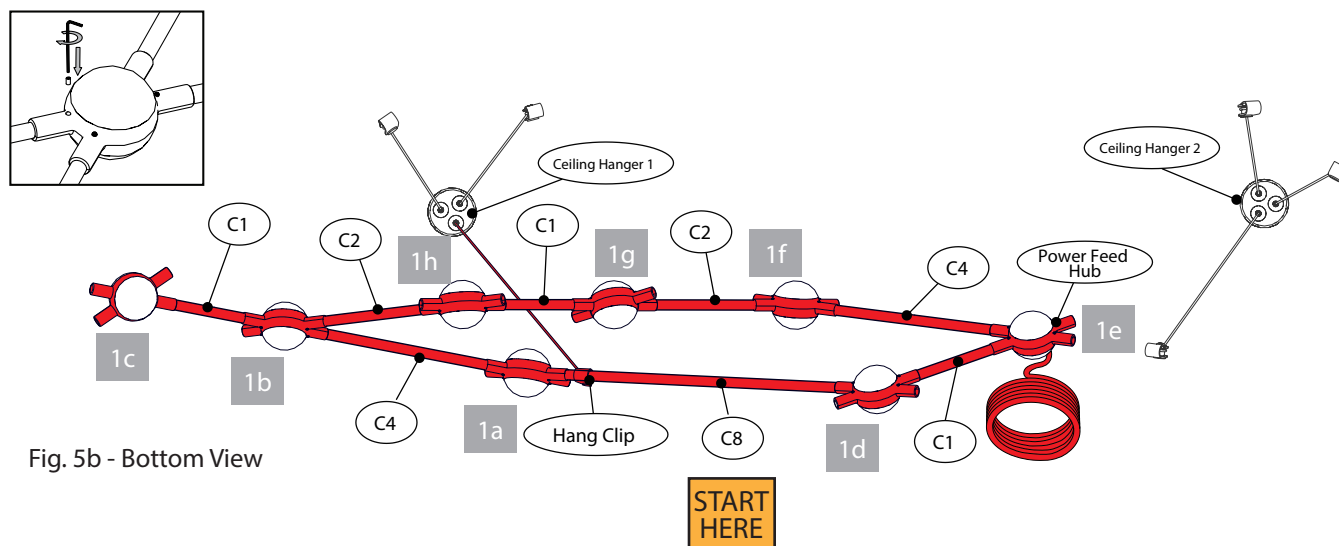 Ceiling Hanger 1
Ceiling Hanger 2
C1
C2
1h
C1
1g
C2
1f
C4
Power Feed
Hub
1e
1c
1b
C4
1a
Hang Clip
C8
1d
C1
Fig. 5b - Bottom View
START
HERE